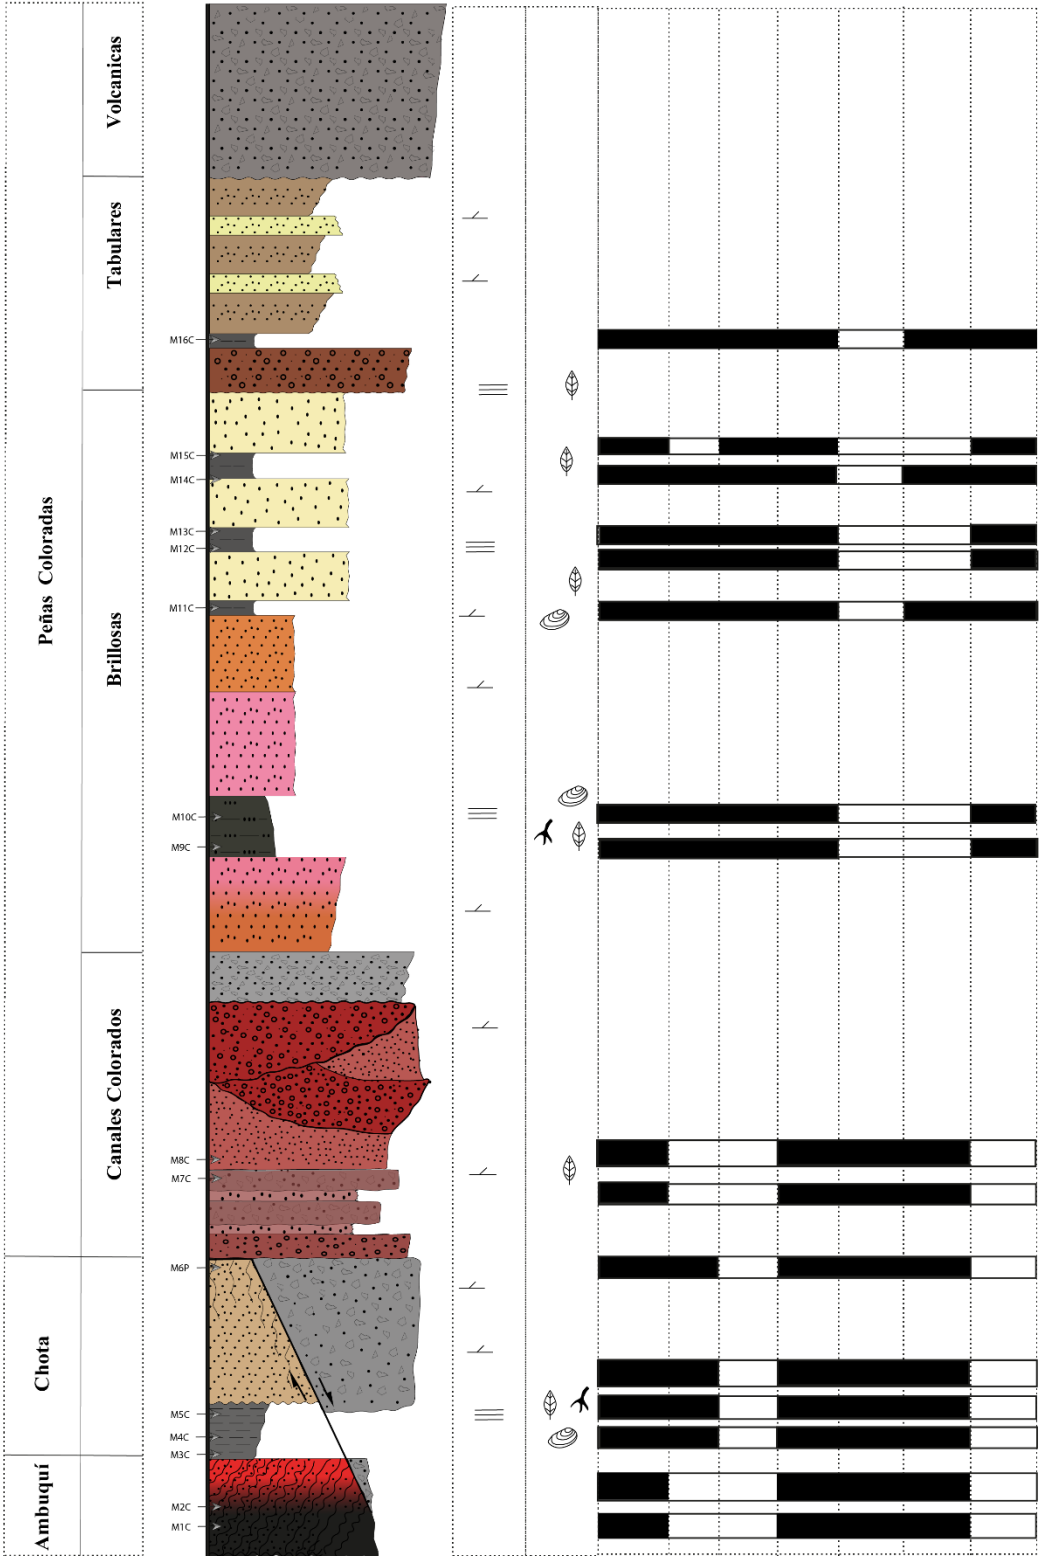 Volcanicas
Tabulares
M16C
Peñas Coloradas
Brillosas
M15C
M14C
M13C
M12C
M11C
M10C
M9C
Canales Colorados
M8C
M7C
M6P
Chota
M5C
M4C
M3C
Ambuquí
M2C
M1C